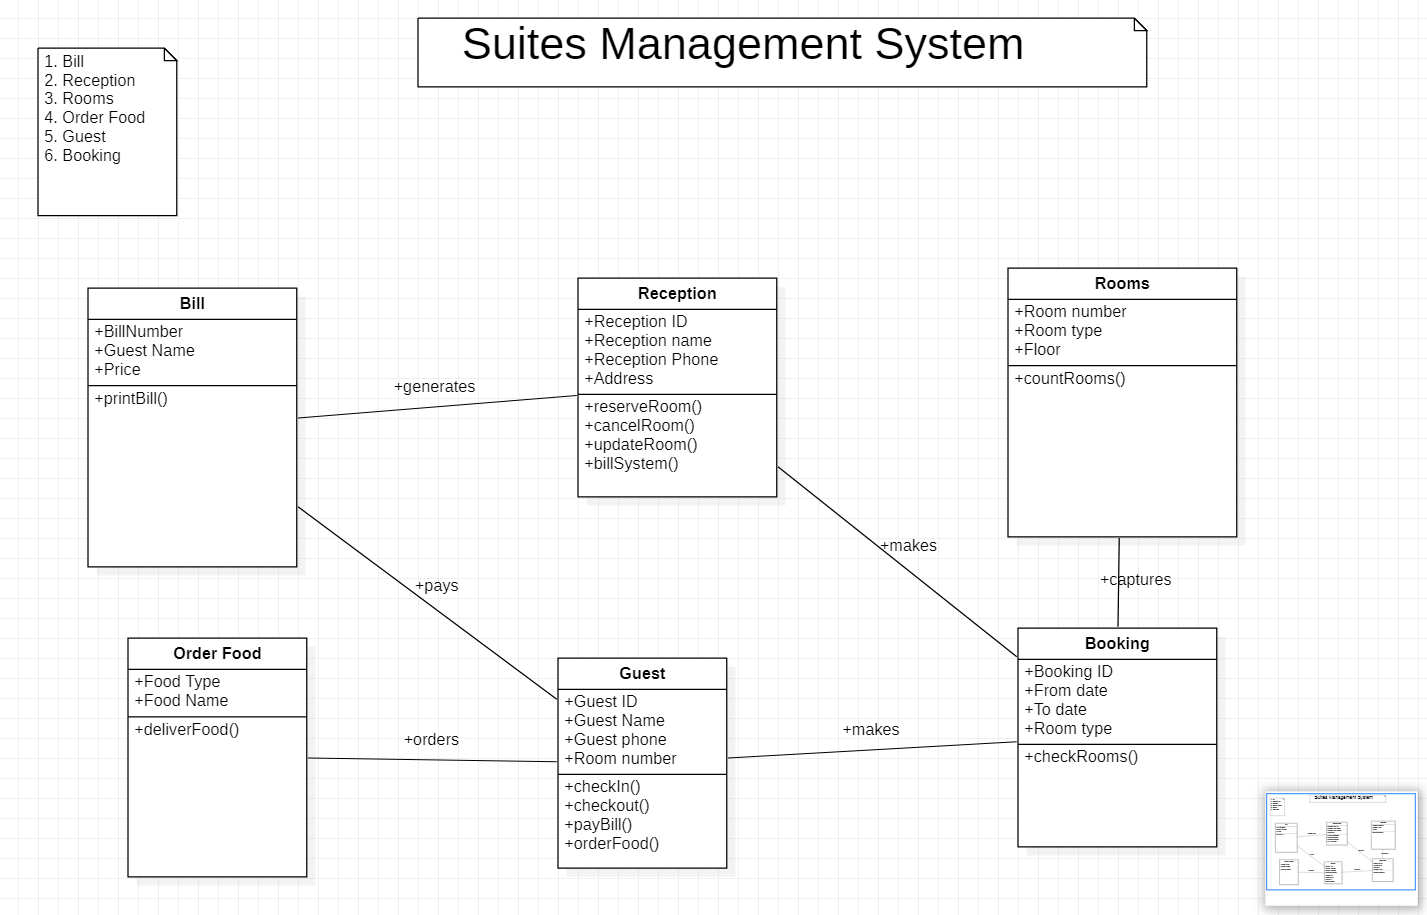 Suites Management System
1. Bill
2. Reception
3. Rooms
4. Order Food
5. Guest
6. Booking
Bill
+BillNumber
+Guest Name
+Price
+printBill()
+generates
Reception
+Reception ID
+Reception name
+Reception Phone
+Address
+reserveRoom()
+cancelRoom()
+updateRoom()
+billSystem()
Rooms
+Room number
+Room type
+Floor
+countRooms()
+makes
+captures
+pays
Order Food
+Food Type
+Food Name
+deliverFood()
+orders
Guest
+Guest ID
+Guest Name
+Guest phone
+Room number
+checkIn()
+checkout()
+payBill()
+orderFood()
+makes
Booking
+Booking ID
+From date
+To date
+Room type
+checkRooms()
Suites Management System